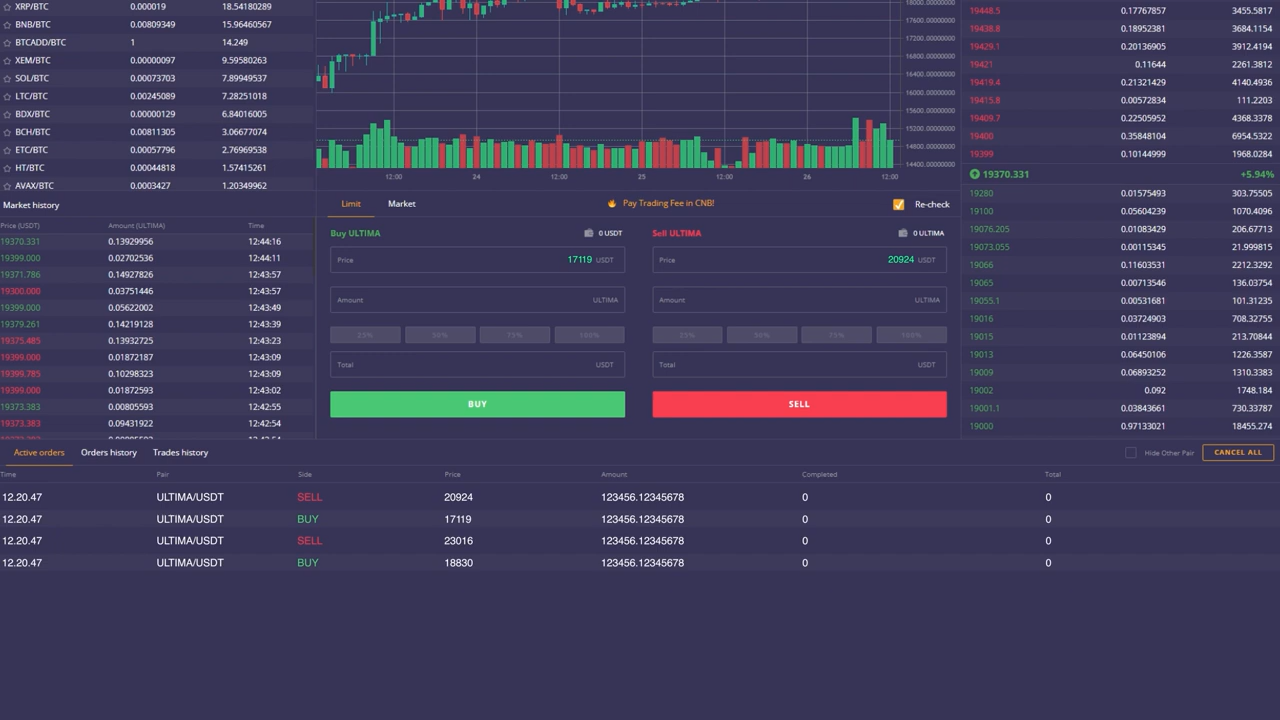 XRP/BTC 0.000019 18.54180289
BNB/BTC 0.00809349 15.96460567
BTCADD/BTC 1 14.249
XEM/BTC 0.00000097 9.59580263
SOL/BTC 0.00073703 7.89949537
LTC/BTC 0.00245089 7.28251018
BDX/BTC 0.00000129 6.84016005
BCH/BTC 0.00811305 3.06677074
ETC/BTC 0.00057796 2.76969538
HT/BTC 0.00044818 1.57415261
AVAX/BTC 0.0003427 1.20349962
Market history
Price (USDT) Amount (ULTIMA) Time
19370.331 0.13929956 12:44:16
19399.000 0.02702536 12:44:11
19371.786 0.14927826 12:43:57
19300.000 0.03751446 12:43:57
19399.000 0.05622002 12:43:49
19379.261 0.14219128 12:43:39
19375.485 0.13932725 12:43:23
19399.000 0.01872187 12:43:09
19399.785 0.10298323 12:43:09
19399.000 0.01872593 12:43:02
19373.383 0.00805593 12:42:55
19373.383 0.09431922 12:42:54
18000.00000000
17600.00000000
17200.00000000
16800.00000000
16400.00000000
16000.00000000
15600.00000000
15200.00000000
14800.00000000
14400.00000000
12:00 24 12:00 25 12:00 26 12:00
Limit Market Pay Trading Fee in CNB! Re-check
Buy ULTIMA 0 USDT Sell ULTIMA 0 ULTIMA
Price 17119 USDT Price 20924 USDT
Amount ULTIMA Amount ULTIMA
25% 50% 75% 100% 25% 50% 75% 100%
Total USDT Total USDT
BUY SELL
19448.5 0.17767857 3455.5817
19438.8 0.18952381 3684.1154
19429.1 0.20136905 3912.4194
19421 0.11644 2261.3812
19419.4 0.21321429 4140.4936
19415.8 0.00572834 111.2203
19409.7 0.22505952 4368.3378
19400 0.35848104 6954.5322
19399 0.10144999 1968.0284
19370.331 +5.94%
19280 0.01575493 303.75505
19100 0.05604239 1070.4096
19076.205 0.01083429 206.67713
19073.055 0.00115345 21.999815
19066 0.11603531 2212.3292
19065 0.00713546 136.03754
19055.1 0.00531681 101.31235
19016 0.03724903 708.32755
19015 0.01123894 213.70844
19013 0.06450106 1226.3587
19009 0.06893252 1310.3383
19002 0.092 1748.184
19001.1 0.03843661 730.33787
19000 0.97133021 18455.274
Active orders Orders history Trades history Hide Other Pair CANCEL ALL
Time Pair Side Price Amount Completed Total
12.20.47 ULTIMA/USDT SELL 20924 123456.12345678 0 0
12.20.47 ULTIMA/USDT BUY 17119 123456.12345678 0 0
12.20.47 ULTIMA/USDT SELL 23016 123456.12345678 0 0
12.20.47 ULTIMA/USDT BUY 18830 123456.12345678 0 0